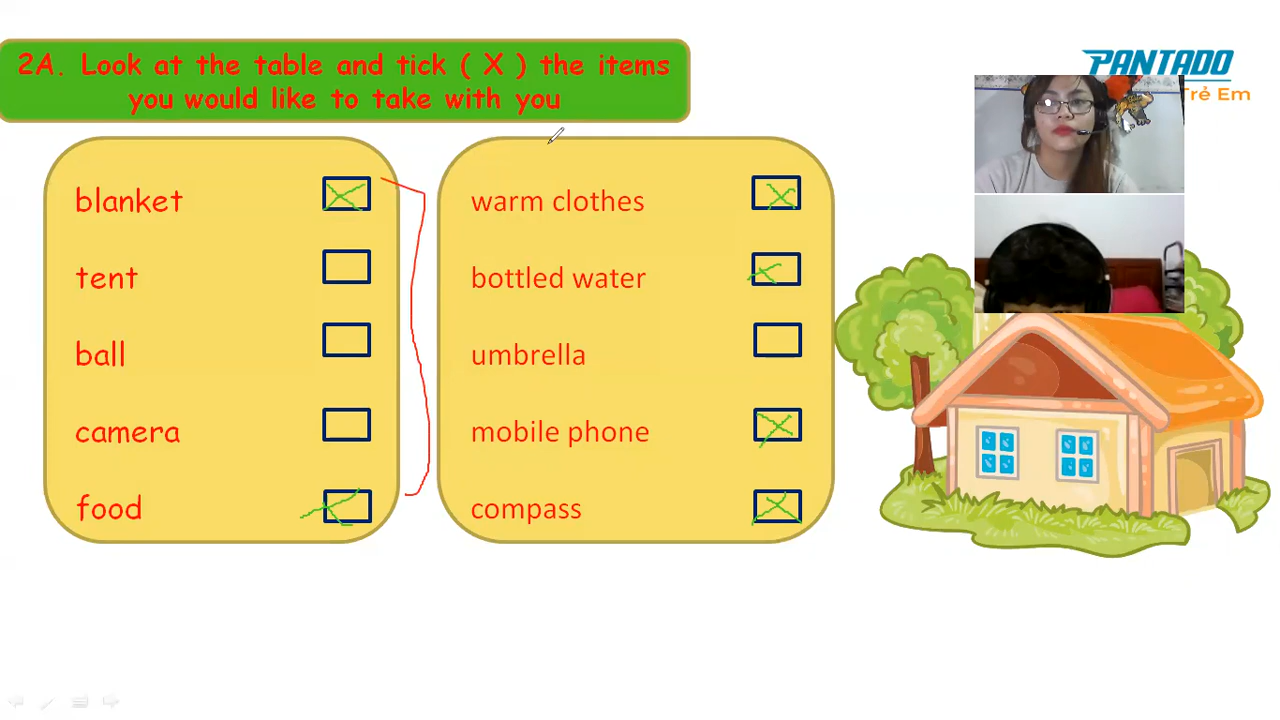 2A. Look at the table and tick ( X ) the items
you would like to take with you
PANTADO
Trẻ Em
blanket
tent
ball
camera
food
warm clothes
bottled water
umbrella
mobile phone
compass